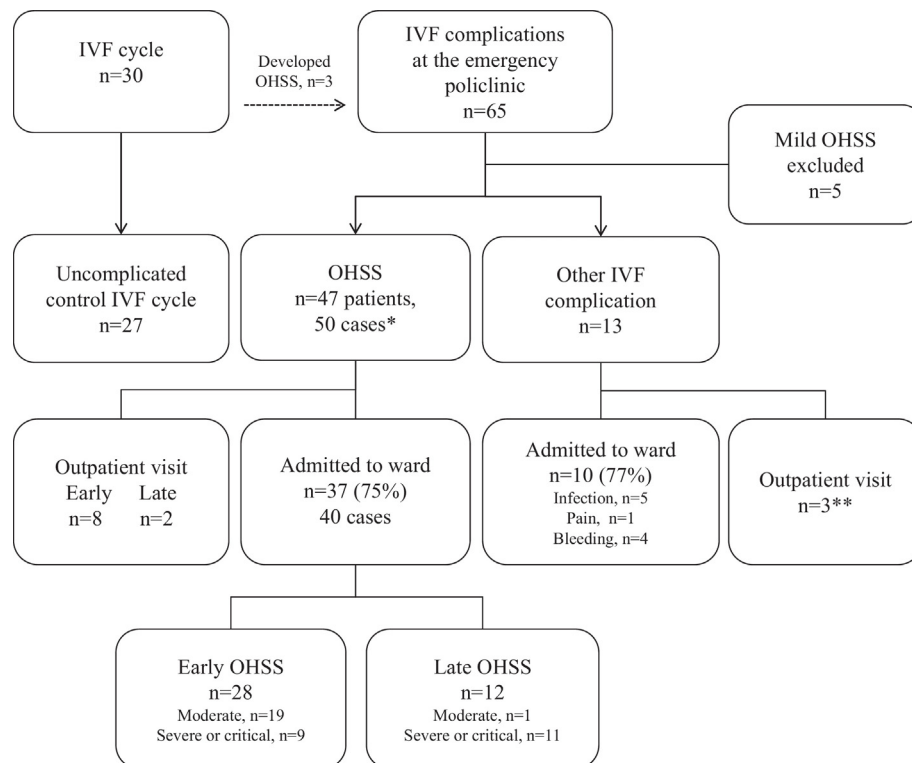 IVF cycle
n=30
Developed
OHSS, n=3
IVF complications
at the emergency
policlinic
n=65
Mild OHSS
excluded
n=5
Uncomplicated
control IVF cycle
n=27
OHSS
n=47 patients,
50 cases*
Other IVF
complication
n=13
Outpatient visit
Early Late
n=8 n=2
Admitted to ward
n=37 (75%)
40 cases
Admitted to ward
n=10 (77%)
Infection, n=5
Pain, n=1
Bleeding, n=4
Outpatient visit
n=3**
Early OHSS
n=28
Moderate, n=19
Severe or critical, n=9
Late OHSS
n=12
Moderate, n=1
Severe or critical, n=11